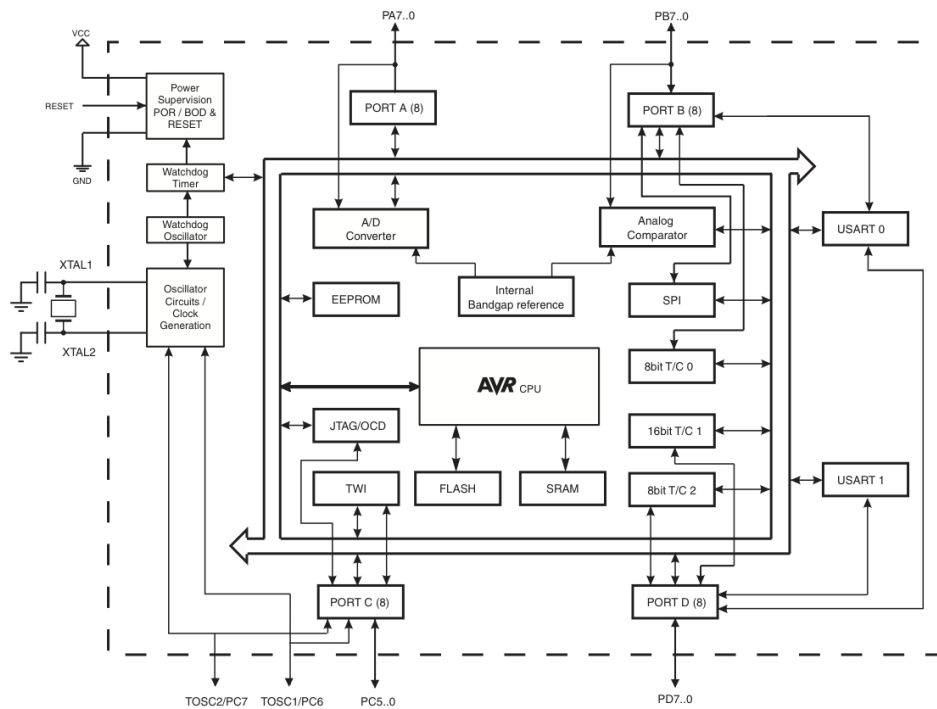 PA7..0
PB7..0
VCC
RESET
GND
Power
Supervision
POR / BOD &
RESET
PORT A (8)
PORT B (8)
Watchdog
Timer
Watchdog
Oscillator
A/D
Converter
Analog
Comparator
USART 0
XTAL1
XTAL2
Oscillator
Circuits /
Clock
Generation
EEPROM
Internal
Bandgap reference
SPI
8bit T/C 0
AVR CPU
JTAG/OCD
16bit T/C 1
TWI
FLASH
SRAM
8bit T/C 2
USART 1
PORT C (8)
PORT D (8)
TOSC2/PC7
TOSC1/PC6
PC5..0
PD7..0